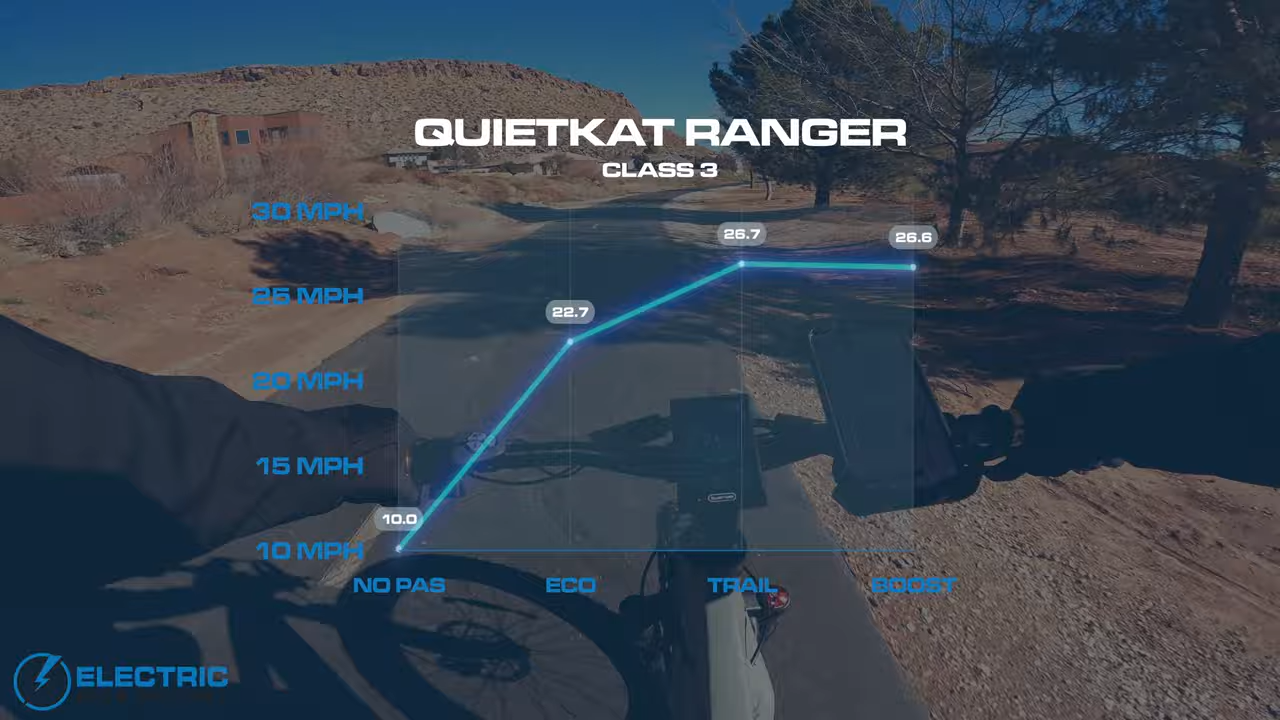 QUIETKAT RANGER
CLASS 3
30 MPH
25 MPH
20 MPH
15 MPH
10 MPH
10.0
22.7
26.7
26.6
NO PAS
ECO
TRAIL
BOOST
ELECTRIC